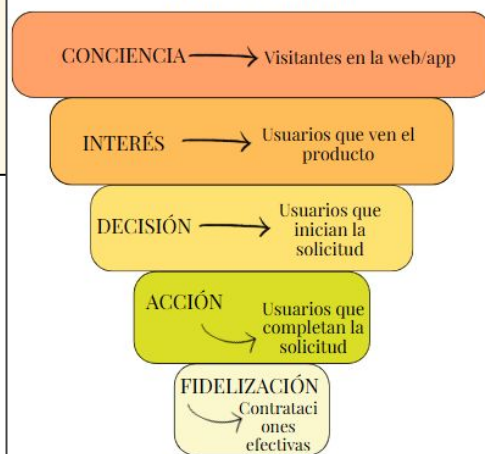 CONCIENCIA
Visitantes en la web/app
INTERÉS
Usuarios que ven el
producto
DECISIÓN
Usuarios que
inician la
solicitud
ACCIÓN
Usuarios que
completan la
solicitud
FIDELIZACIÓN
Contrataci
ones
efectivas